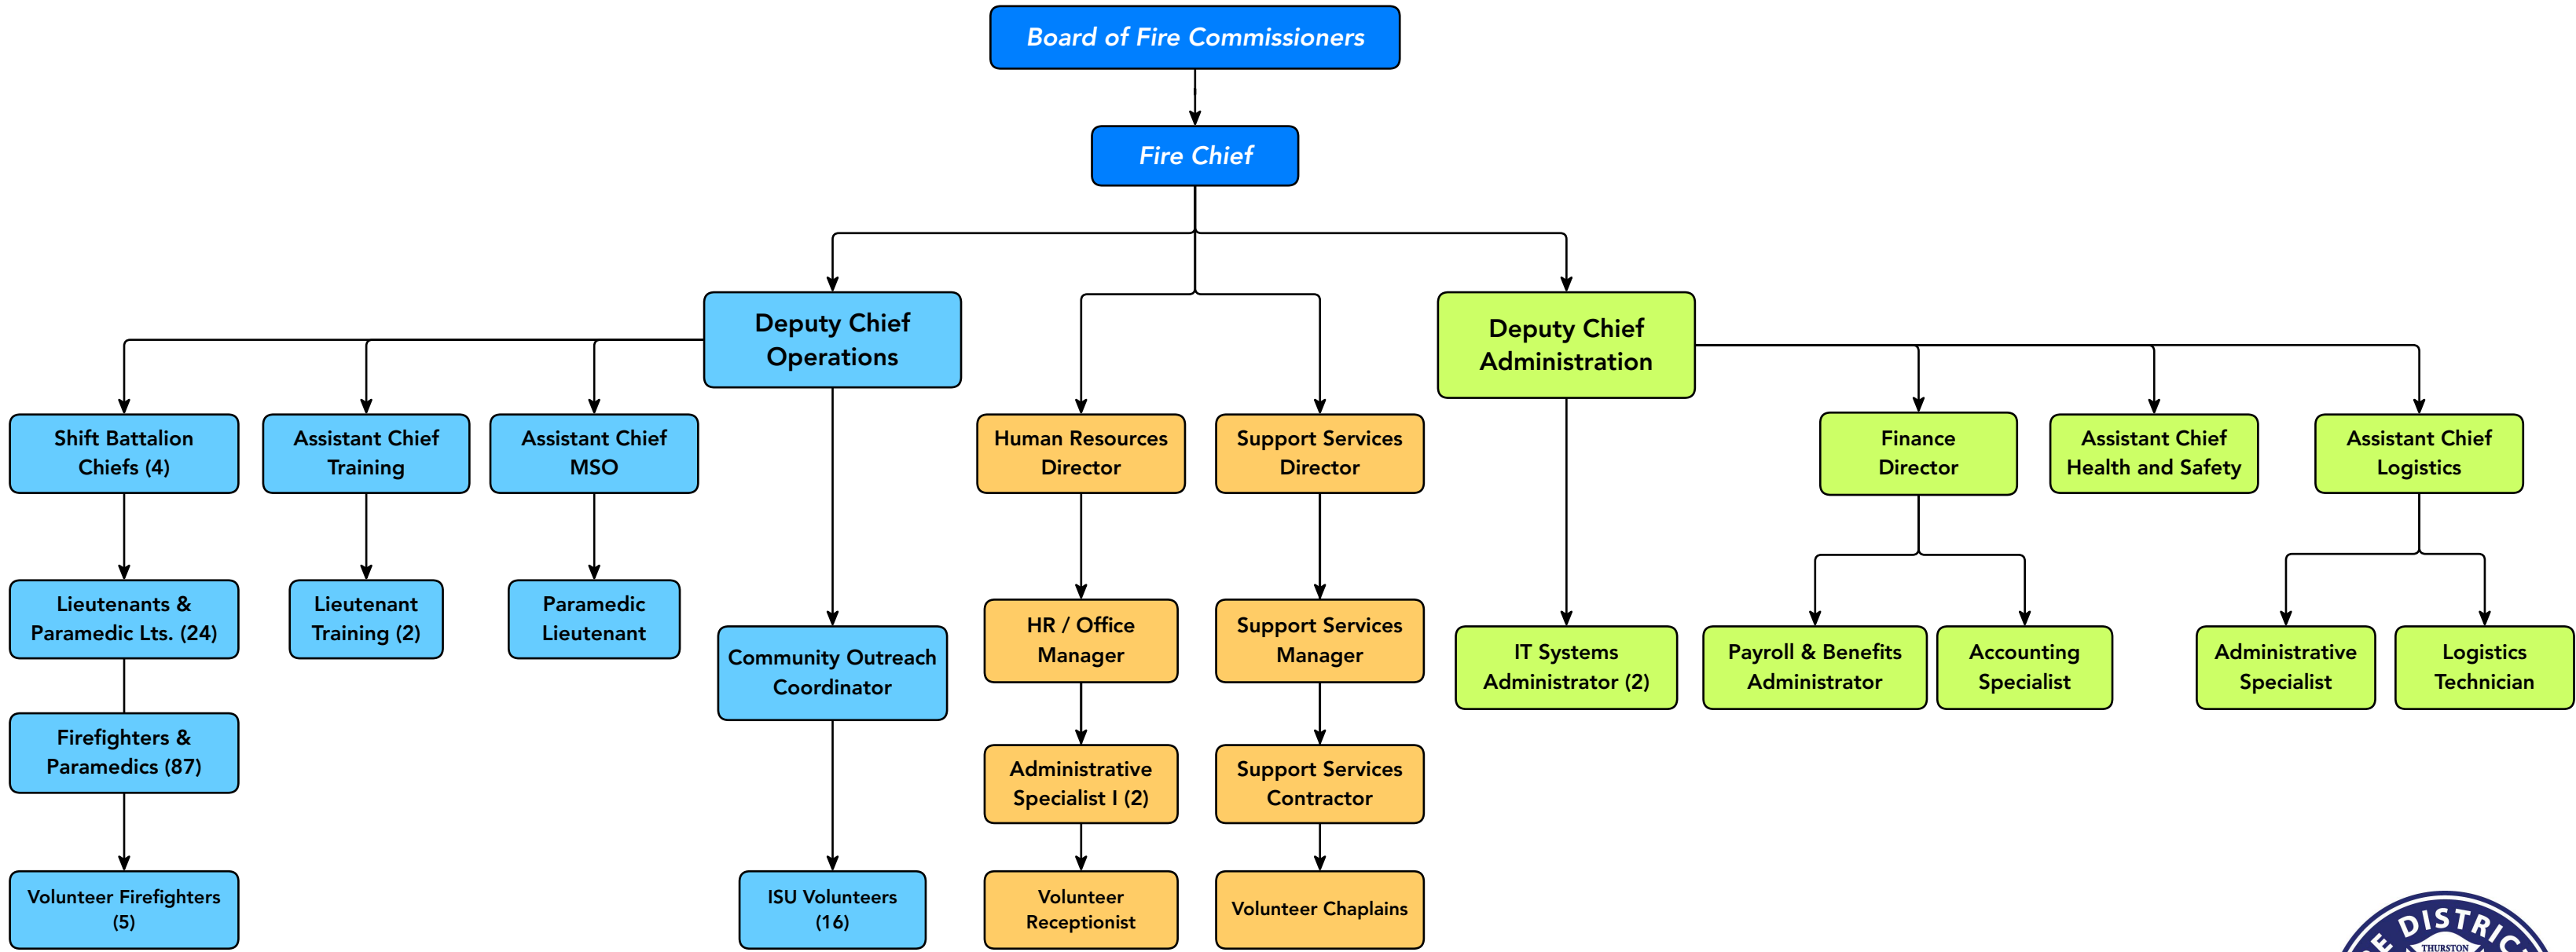 Board of Fire Commissioners
Fire Chief
Deputy Chief
Operations
Deputy Chief
Administration
Shift Battalion
Chiefs (4)
Assistant Chief
Training
Assistant Chief
MSO
Human Resources
Director
Support Services
Director
Finance
Director
Assistant Chief
Health and Safety
Assistant Chief
Logistics
Lieutenants &
Paramedic Lts. (24)
Lieutenant
Training (2)
Paramedic
Lieutenant
Community Outreach
Coordinator
HR / Office
Manager
Support Services
Manager
IT Systems
Administrator (2)
Payroll & Benefits
Administrator
Accounting
Specialist
Administrative
Specialist
Logistics
Technician
Firefighters &
Paramedics (87)
Administrative
Specialist I (2)
Support Services
Contractor
Volunteer Firefighters
(5)
ISU Volunteers
(16)
Volunteer
Receptionist
Volunteer Chaplains
THURSTON